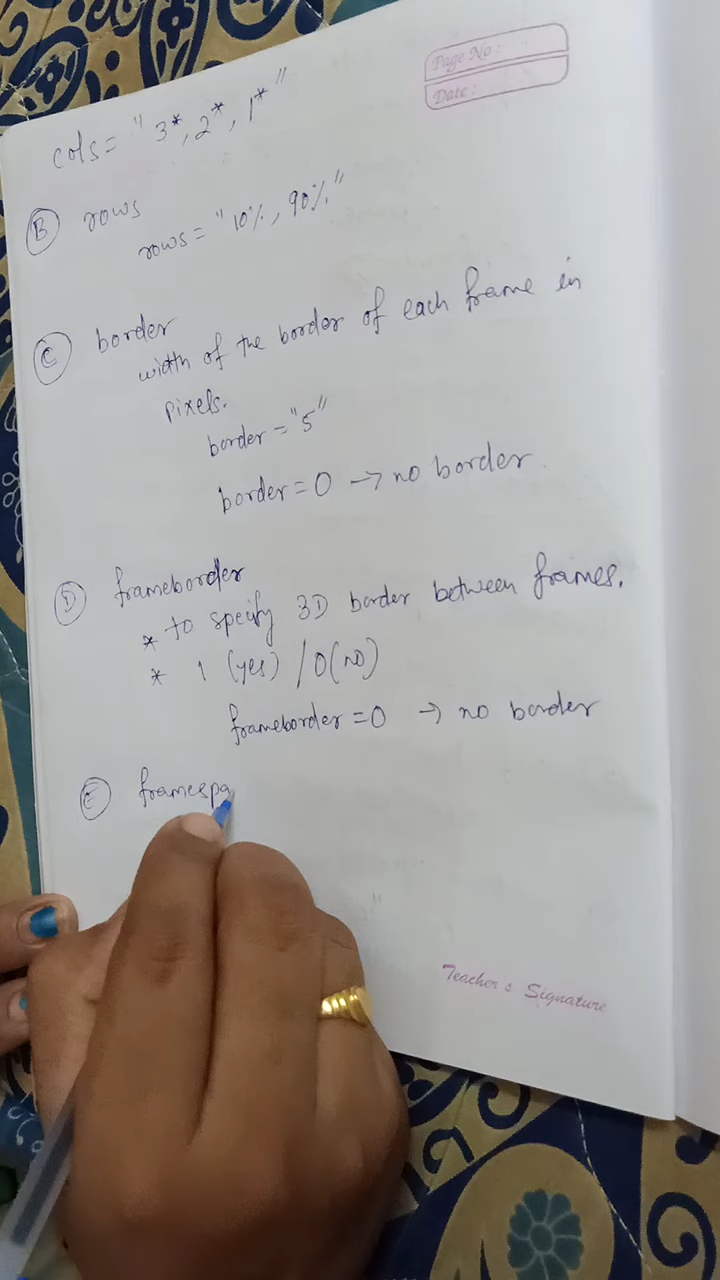 Page No :
Date :
cols= "3*, 2*, 1*"
B rows
rows= "10%, 90%"
C border
width of the border of each frame in
pixels.
border="5"
border=0 → no border.
D frameborder
* to specify 3D border between frames.
* 1 (yes) /0(no)
frameborder=0 → no border
E framespa
Teacher's Signature